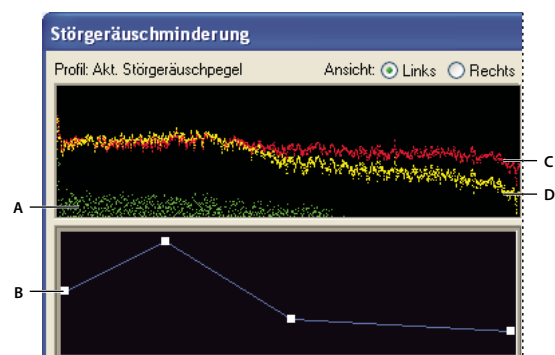 Störgeräuschminderung
Profil: Akt. Störgeräuschpegel Ansicht: Links Rechts
C
D
A
B